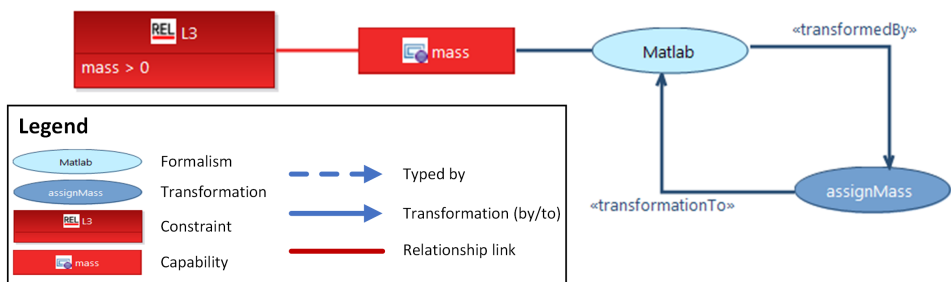 REL L3
mass > 0
mass
Matlab
«transformedBy»
assignMass
«transformationTo»
Legend
Matlab
Formalism
assignMass
Transformation
REL L3
Constraint
mass
Capability
Typed by
Transformation (by/to)
Relationship link